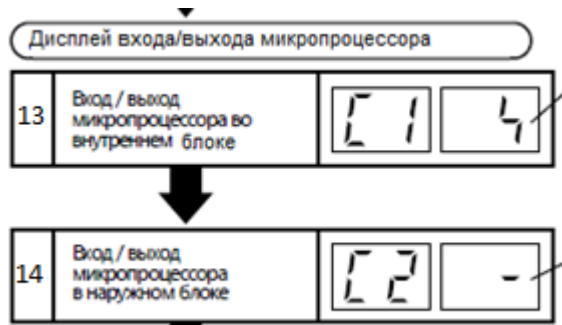 Дисплей входа/выхода микропроцессора
13
Вход / выход
микропроцессора во
внутреннем блоке
C1 4
14
Вход / выход
микропроцессора
в наружном блоке
C2 -